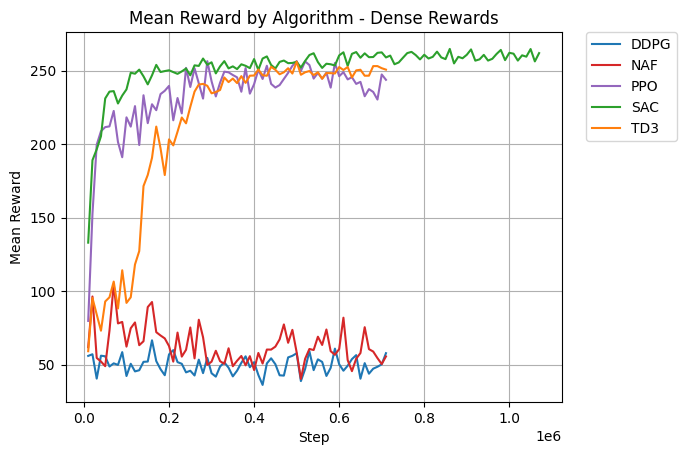 Mean Reward by Algorithm - Dense Rewards
DDPG
NAF
PPO
SAC
TD3
Mean Reward
250
200
150
100
50
0.0 0.2 0.4 0.6 0.8 1.0
Step
1e6